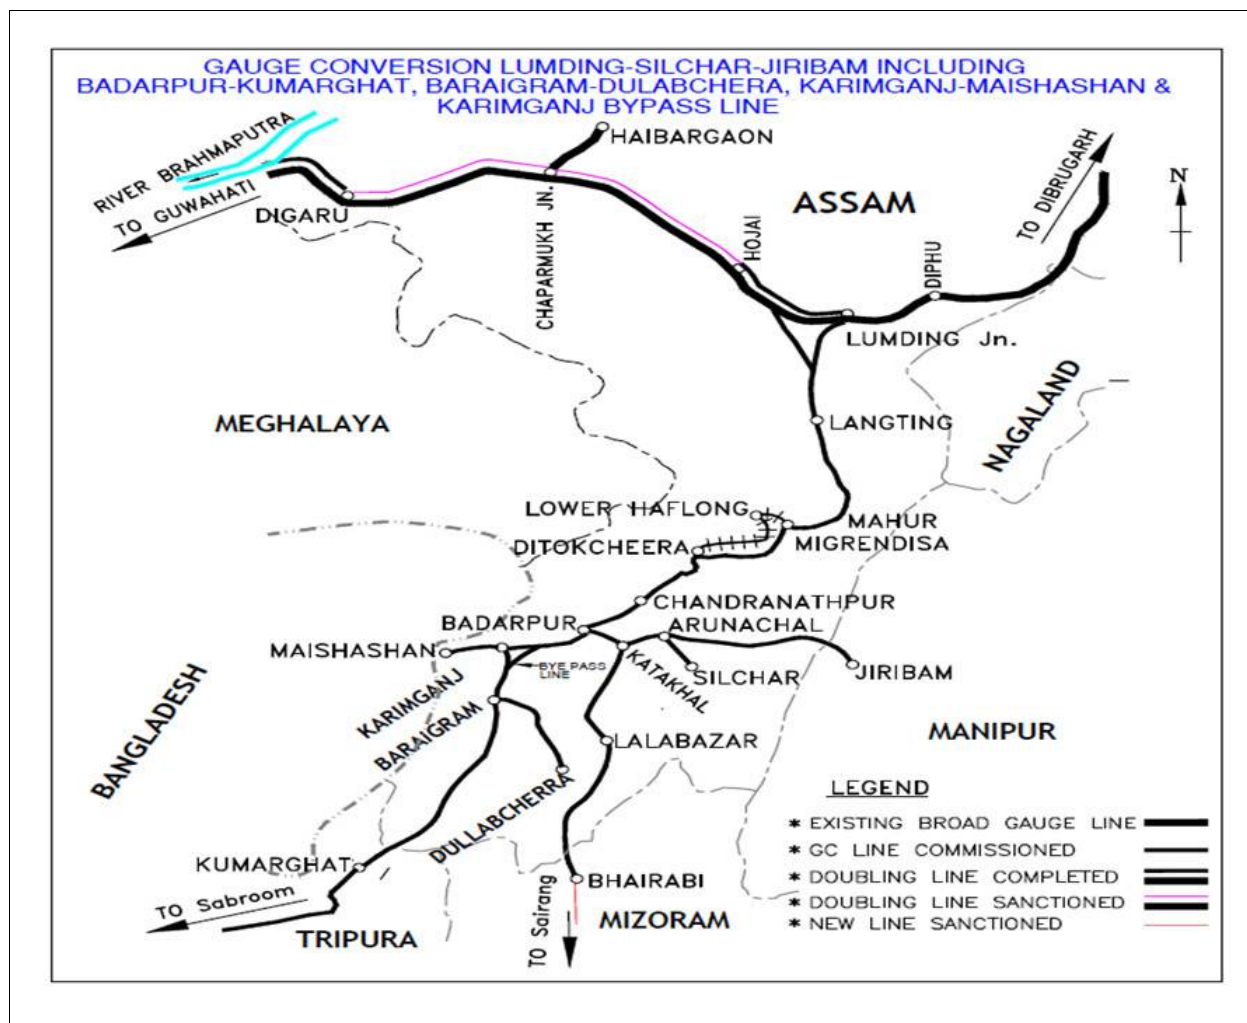 GAUGE CONVERSION LUMDING-SILCHAR-JIRIBAM INCLUDING
BADARPUR-KUMARGHAT, BARAIGRAM-DULABCHERA, KARIMGANJ-MAISHASHAN &
KARIMGANJ BYPASS LINE
RIVER BRAHMAPUTRA
TO GUWAHATI
DIGARU
HAIBARGAON
CHAPARMUKH JN.
ASSAM
HOJAI
DIPHU
TO DIBRUGARH
N
LUMDING Jn.
MEGHALAYA
LANGTING
NAGALAND
LOWER HAFLONG
MAHUR
MIGRENDISA
DITOKCHEERA
CHANDRANATHPUR
BADARPUR
ARUNACHAL
MAISHASHAN
BYE PASS
LINE
KATAKHAL
SILCHAR
JIRIBAM
KARIMGANJ
BARAIGRAM
BANGLADESH
LALABAZAR
MANIPUR
DULLABCHERRA
KUMARGHAT
BHAIRABI
TO Sabroom
TRIPURA
TO Sairang
MIZORAM
LEGEND
* EXISTING BROAD GAUGE LINE
* GC LINE COMMISSIONED
* DOUBLING LINE COMPLETED
* DOUBLING LINE SANCTIONED
* NEW LINE SANCTIONED